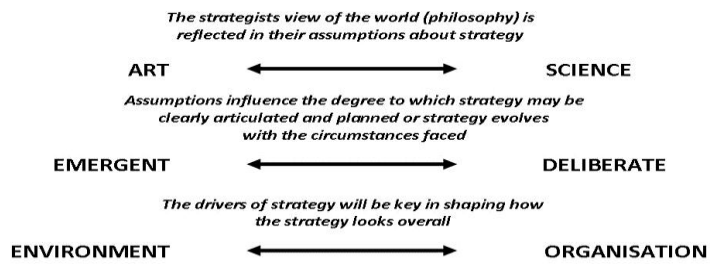 The strategists view of the world (philosophy) is
reflected in their assumptions about strategy
ART SCIENCE
Assumptions influence the degree to which strategy may be
clearly articulated and planned or strategy evolves
with the circumstances faced
EMERGENT DELIBERATE
The drivers of strategy will be key in shaping how
the strategy looks overall
ENVIRONMENT ORGANISATION